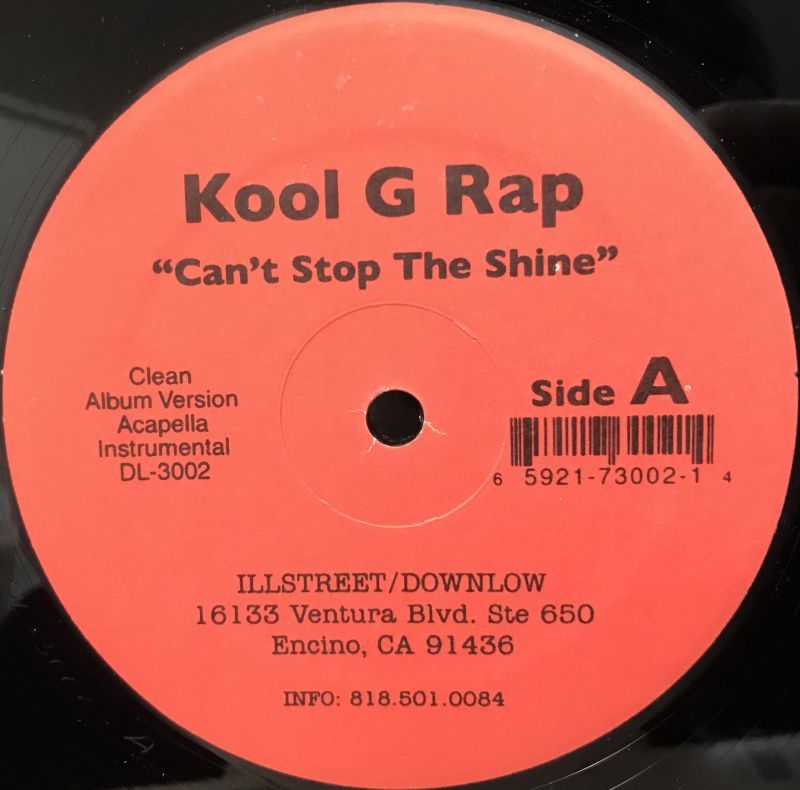 Kool G Rap
“Can't Stop The Shine”
Clean
Album Version
Acapella
Instrumental
DL-3002
Side A
6 5921-73002-1 4
ILLSTREET/DOWNLOW
16133 Ventura Blvd. Ste 650
Encino, CA 91436
INFO: 818.501.0084